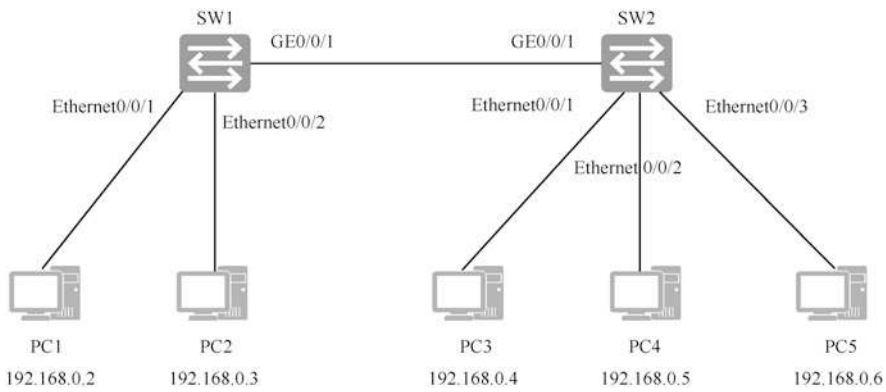 SW1
SW2
GE0/0/1
GE0/0/1
Ethernet0/0/1
Ethernet0/0/2
Ethernet0/0/1
Ethernet0/0/3
Ethernet 0/0/2
PC1
PC2
PC3
PC4
PC5
192.168.0.2
192.168.0.3
192.168.0.4
192.168.0.5
192.168.0.6